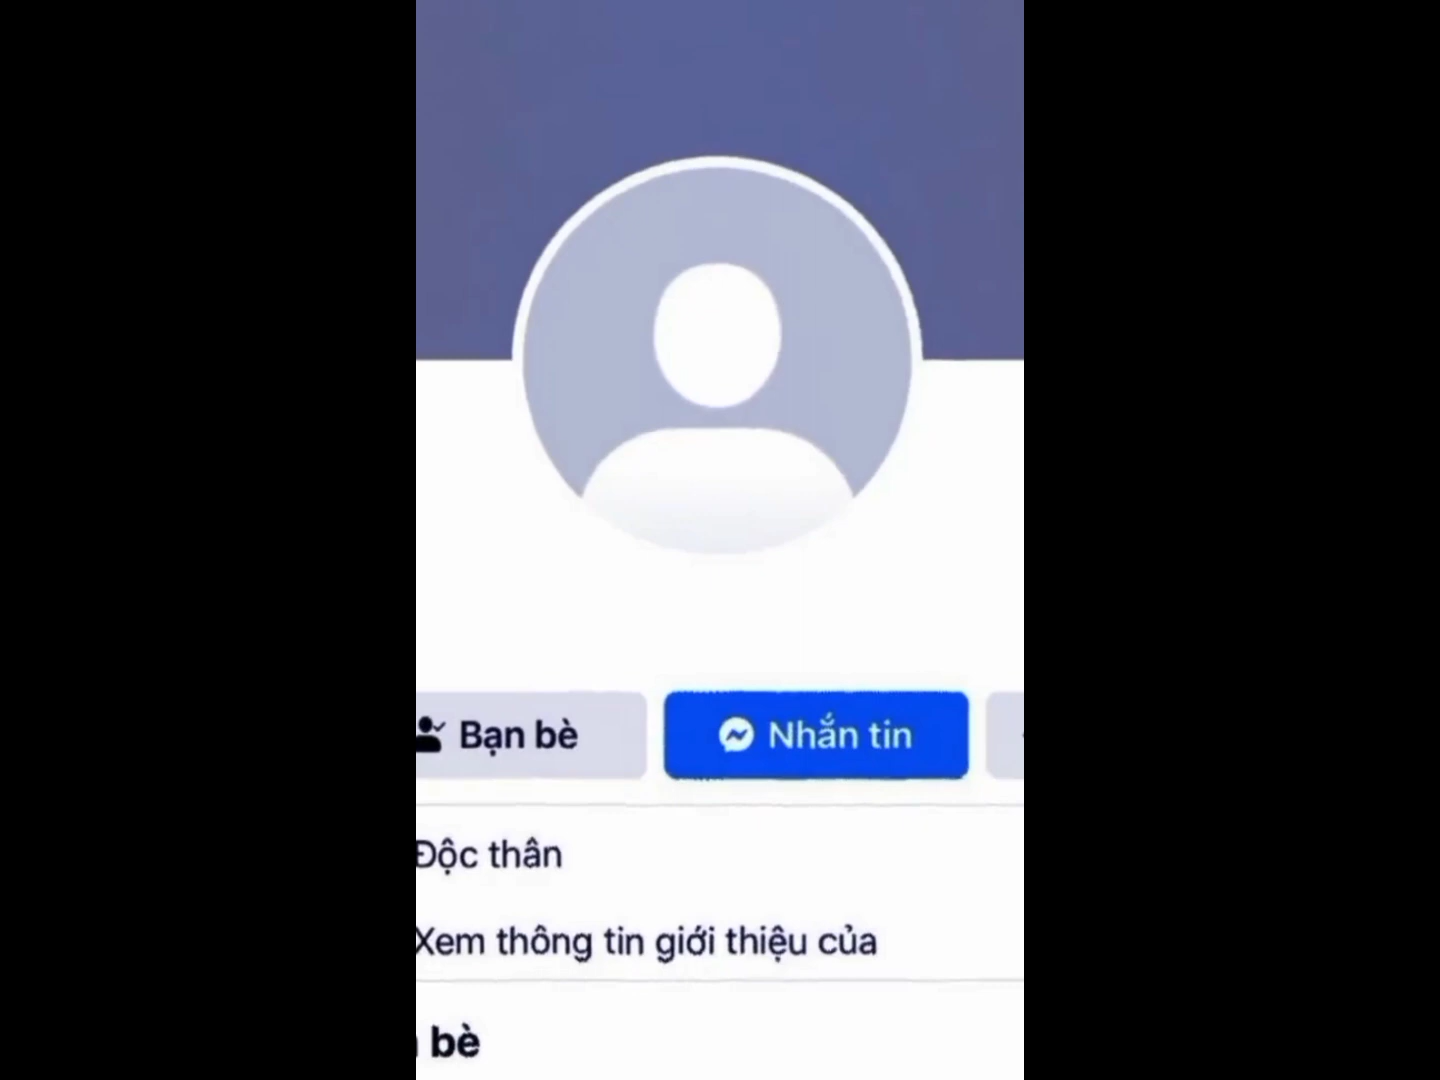 Bạn bè
Nhắn tin
Độc thân
Xem thông tin giới thiệu của
bè